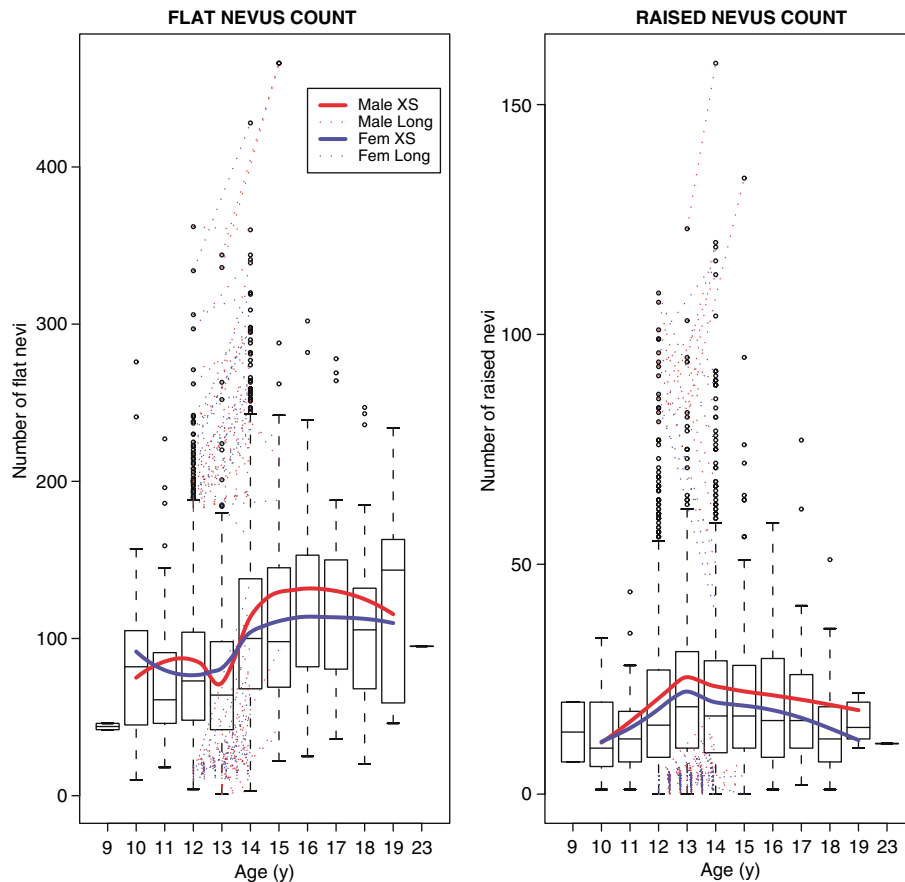 FLAT NEVUS COUNT
Number of flat nevi
400
300
200
100
0
Male XS
Male Long
Fem XS
Fem Long
9 10 11 12 13 14 15 16 17 18 19 23
Age (y)
RAISED NEVUS COUNT
Number of raised nevi
150
100
50
0
9 10 11 12 13 14 15 16 17 18 19 23
Age (y)